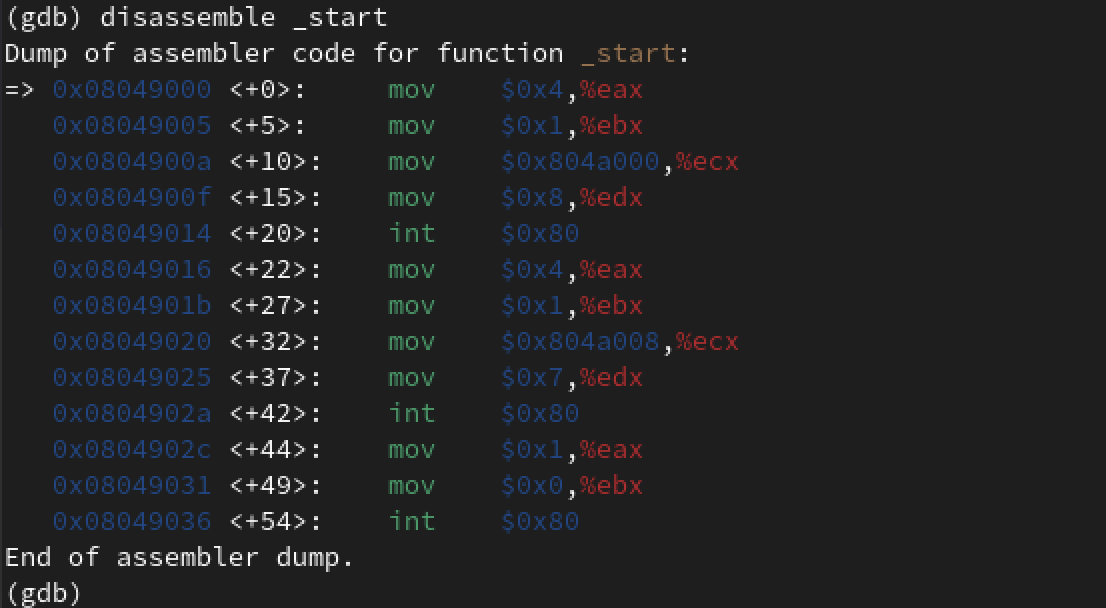 (gdb) disassemble _start
Dump of assembler code for function _start:
=> 0x08049000 <+0>:     mov    $0x4,%eax
   0x08049005 <+5>:     mov    $0x1,%ebx
   0x0804900a <+10>:    mov    $0x804a000,%ecx
   0x0804900f <+15>:    mov    $0x8,%edx
   0x08049014 <+20>:    int    $0x80
   0x08049016 <+22>:    mov    $0x4,%eax
   0x0804901b <+27>:    mov    $0x1,%ebx
   0x08049020 <+32>:    mov    $0x804a008,%ecx
   0x08049025 <+37>:    mov    $0x7,%edx
   0x0804902a <+42>:    int    $0x80
   0x0804902c <+44>:    mov    $0x1,%eax
   0x08049031 <+49>:    mov    $0x0,%ebx
   0x08049036 <+54>:    int    $0x80
End of assembler dump.
(gdb)